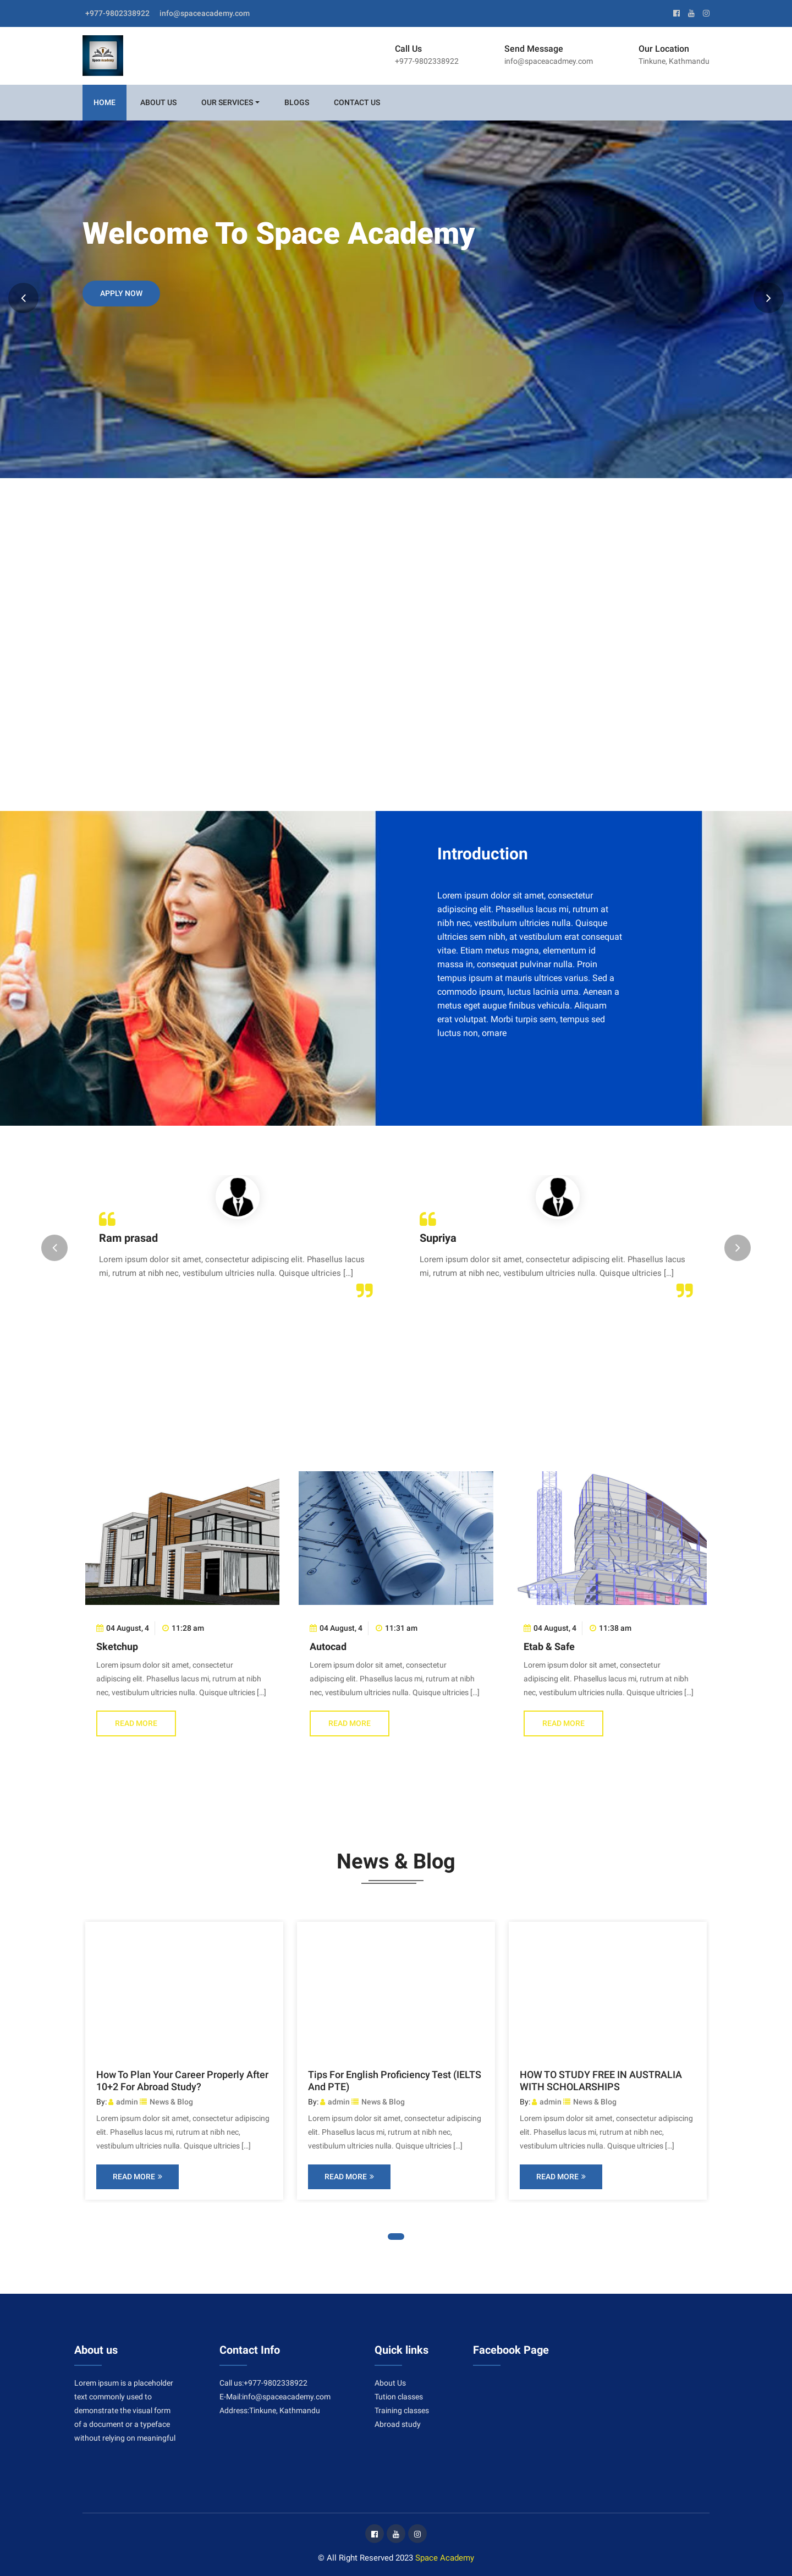 +977-9802338922 info@spaceacademy.com
Space Academy
Call Us
+977-9802338922
Send Message
info@spaceacadmey.com
Our Location
Tinkune, Kathmandu
HOME ABOUT US OUR SERVICES BLOGS CONTACT US
Welcome To Space Academy
APPLY NOW
Introduction
Lorem ipsum dolor sit amet, consectetur
adipiscing elit. Phasellus lacus mi, rutrum at
nibh nec, vestibulum ultricies nulla. Quisque
ultricies sem nibh, at vestibulum erat consequat
vitae. Etiam metus magna, elementum id
massa in, consequat pulvinar nulla. Proin
tempus ipsum at mauris ultrices varius. Sed a
commodo ipsum, luctus lacinia urna. Aenean a
metus eget augue finibus vehicula. Aliquam
erat volutpat. Morbi turpis sem, tempus sed
luctus non, ornare
Ram prasad
Lorem ipsum dolor sit amet, consectetur adipiscing elit. Phasellus lacus
mi, rutrum at nibh nec, vestibulum ultricies nulla. Quisque ultricies [...]
Supriya
Lorem ipsum dolor sit amet, consectetur adipiscing elit. Phasellus lacus
mi, rutrum at nibh nec, vestibulum ultricies nulla. Quisque ultricies [...]
04 August, 4 11:28 am
Sketchup
Lorem ipsum dolor sit amet, consectetur
adipiscing elit. Phasellus lacus mi, rutrum at nibh
nec, vestibulum ultricies nulla. Quisque ultricies [...]
READ MORE
04 August, 4 11:31 am
Autocad
Lorem ipsum dolor sit amet, consectetur
adipiscing elit. Phasellus lacus mi, rutrum at nibh
nec, vestibulum ultricies nulla. Quisque ultricies [...]
READ MORE
04 August, 4 11:38 am
Etab & Safe
Lorem ipsum dolor sit amet, consectetur
adipiscing elit. Phasellus lacus mi, rutrum at nibh
nec, vestibulum ultricies nulla. Quisque ultricies [...]
READ MORE
News & Blog
How To Plan Your Career Properly After
10+2 For Abroad Study?
By: admin News & Blog
Lorem ipsum dolor sit amet, consectetur adipiscing
elit. Phasellus lacus mi, rutrum at nibh nec,
vestibulum ultricies nulla. Quisque ultricies [...]
READ MORE »
Tips For English Proficiency Test (IELTS
And PTE)
By: admin News & Blog
Lorem ipsum dolor sit amet, consectetur adipiscing
elit. Phasellus lacus mi, rutrum at nibh nec,
vestibulum ultricies nulla. Quisque ultricies [...]
READ MORE »
HOW TO STUDY FREE IN AUSTRALIA
WITH SCHOLARSHIPS
By: admin News & Blog
Lorem ipsum dolor sit amet, consectetur adipiscing
elit. Phasellus lacus mi, rutrum at nibh nec,
vestibulum ultricies nulla. Quisque ultricies [...]
READ MORE »
About us
Lorem ipsum is a placeholder
text commonly used to
demonstrate the visual form
of a document or a typeface
without relying on meaningful
Contact Info
Call us:+977-9802338922
E-Mail:info@spaceacademy.com
Address:Tinkune, Kathmandu
Quick links
About Us
Tution classes
Training classes
Abroad study
Facebook Page
© All Right Reserved 2023 Space Academy